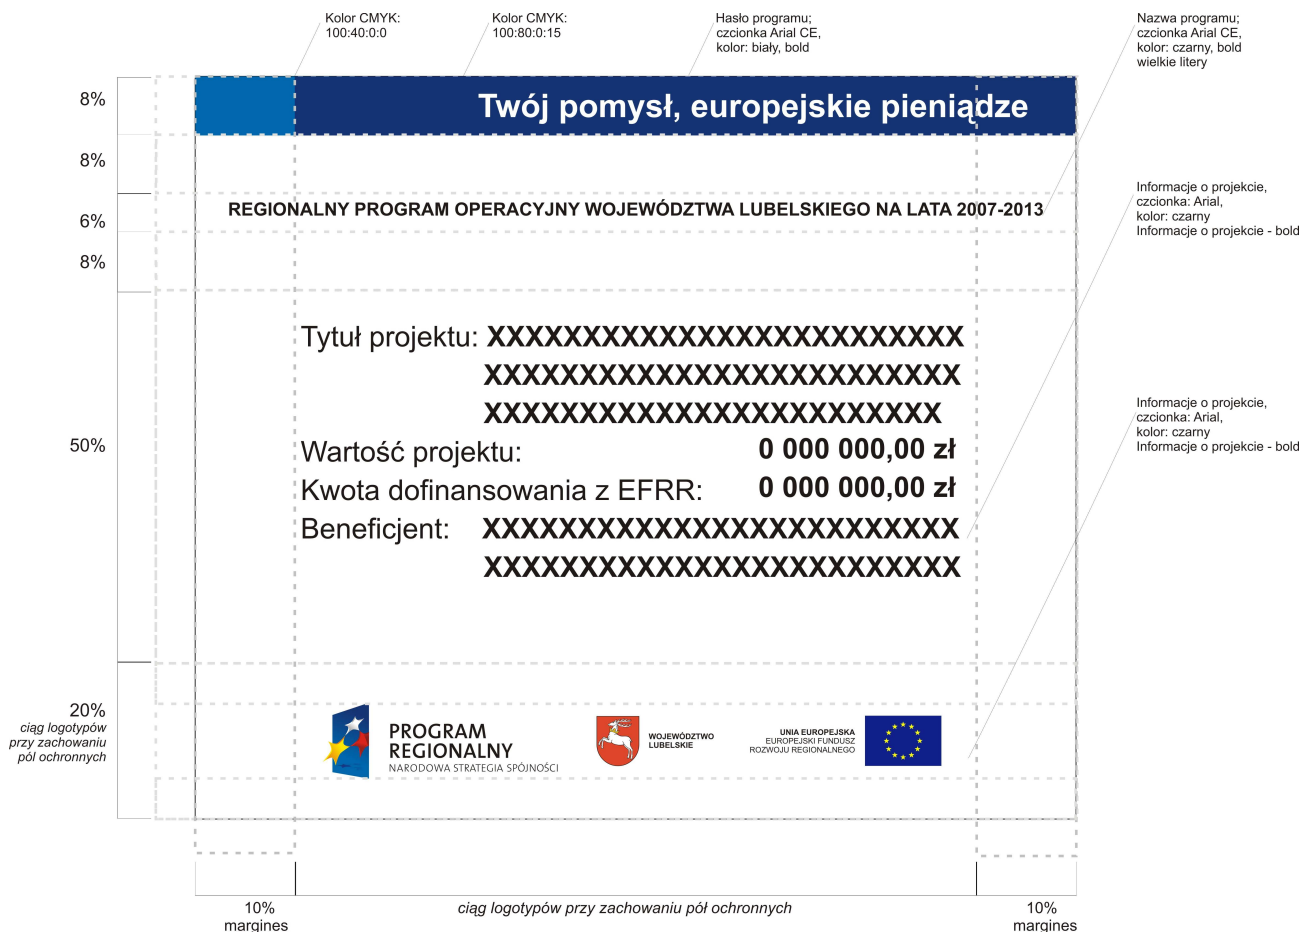 Kolor CMYK:
100:40:0:0
Kolor CMYK:
100:80:0:15
Hasło programu;
czcionka Arial CE,
kolor: biały, bold
Nazwa programu;
czcionka Arial CE,
kolor: czarny, bold
wielkie litery
8%
Twój pomysł, europejskie pieniądze
8%
Informacje o projekcie,
czcionka: Arial,
kolor: czarny
Informacje o projekcie - bold
6%
REGIONALNY PROGRAM OPERACYJNY WOJEWÓDZTWA LUBELSKIEGO NA LATA 2007-2013
8%
Tytuł projektu: XXXXXXXXXXXXXXXXXXXXXXXXX
XXXXXXXXXXXXXXXXXXXXXXXXX
XXXXXXXXXXXXXXXXXXXXXXXX
Informacje o projekcie,
czcionka: Arial,
kolor: czarny
Informacje o projekcie - bold
50%
Wartość projektu: 0 000 000,00 zł
Kwota dofinansowania z EFRR: 0 000 000,00 zł
Beneficjent: XXXXXXXXXXXXXXXXXXXXXXXXX
XXXXXXXXXXXXXXXXXXXXXXXXX
20%
ciąg logotypów
przy zachowaniu
pól ochronnych
PROGRAM
REGIONALNY
NARODOWA STRATEGIA SPÓJNOŚCI
WOJEWÓDZTWO
LUBELSKIE
UNIA EUROPEJSKA
EUROPEJSKI FUNDUSZ
ROZWOJU REGIONALNEGO
10%
margines
ciąg logotypów przy zachowaniu pól ochronnych
10%
margines